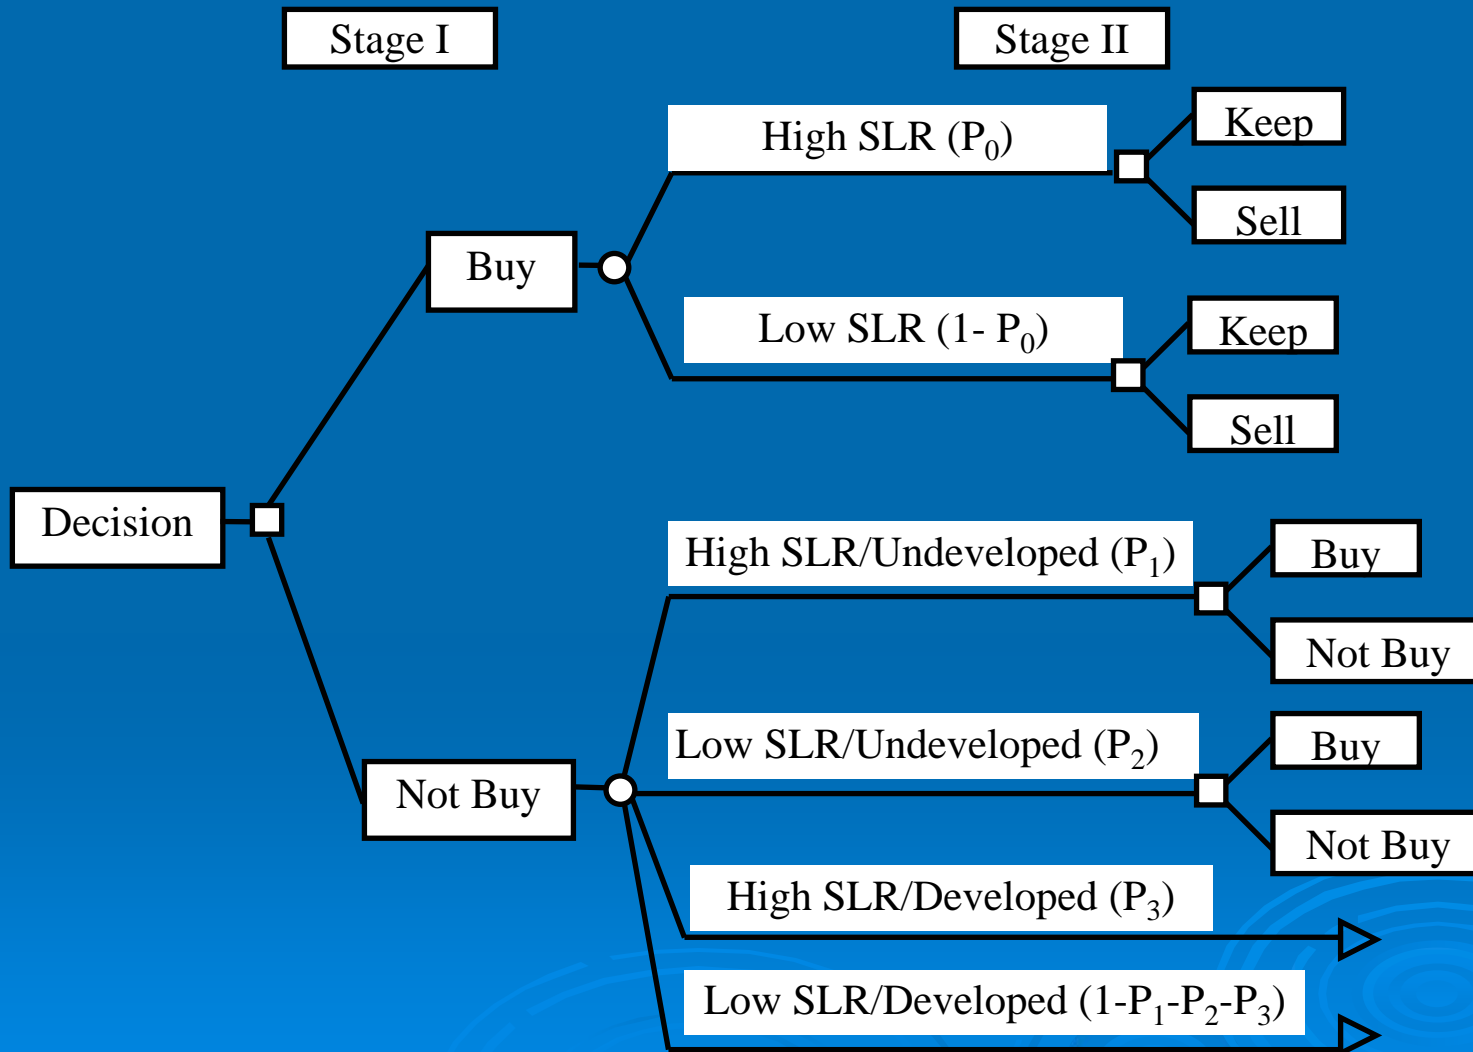 Stage I
Stage II
High SLR (P₀)
Keep
Sell
Buy
Low SLR (1- P₀)
Keep
Sell
Decision
High SLR/Undeveloped (P₁)
Buy
Not Buy
Low SLR/Undeveloped (P₂)
Buy
Not Buy
Not Buy
High SLR/Developed (P₃)
Low SLR/Developed (1-P₁-P₂-P₃)